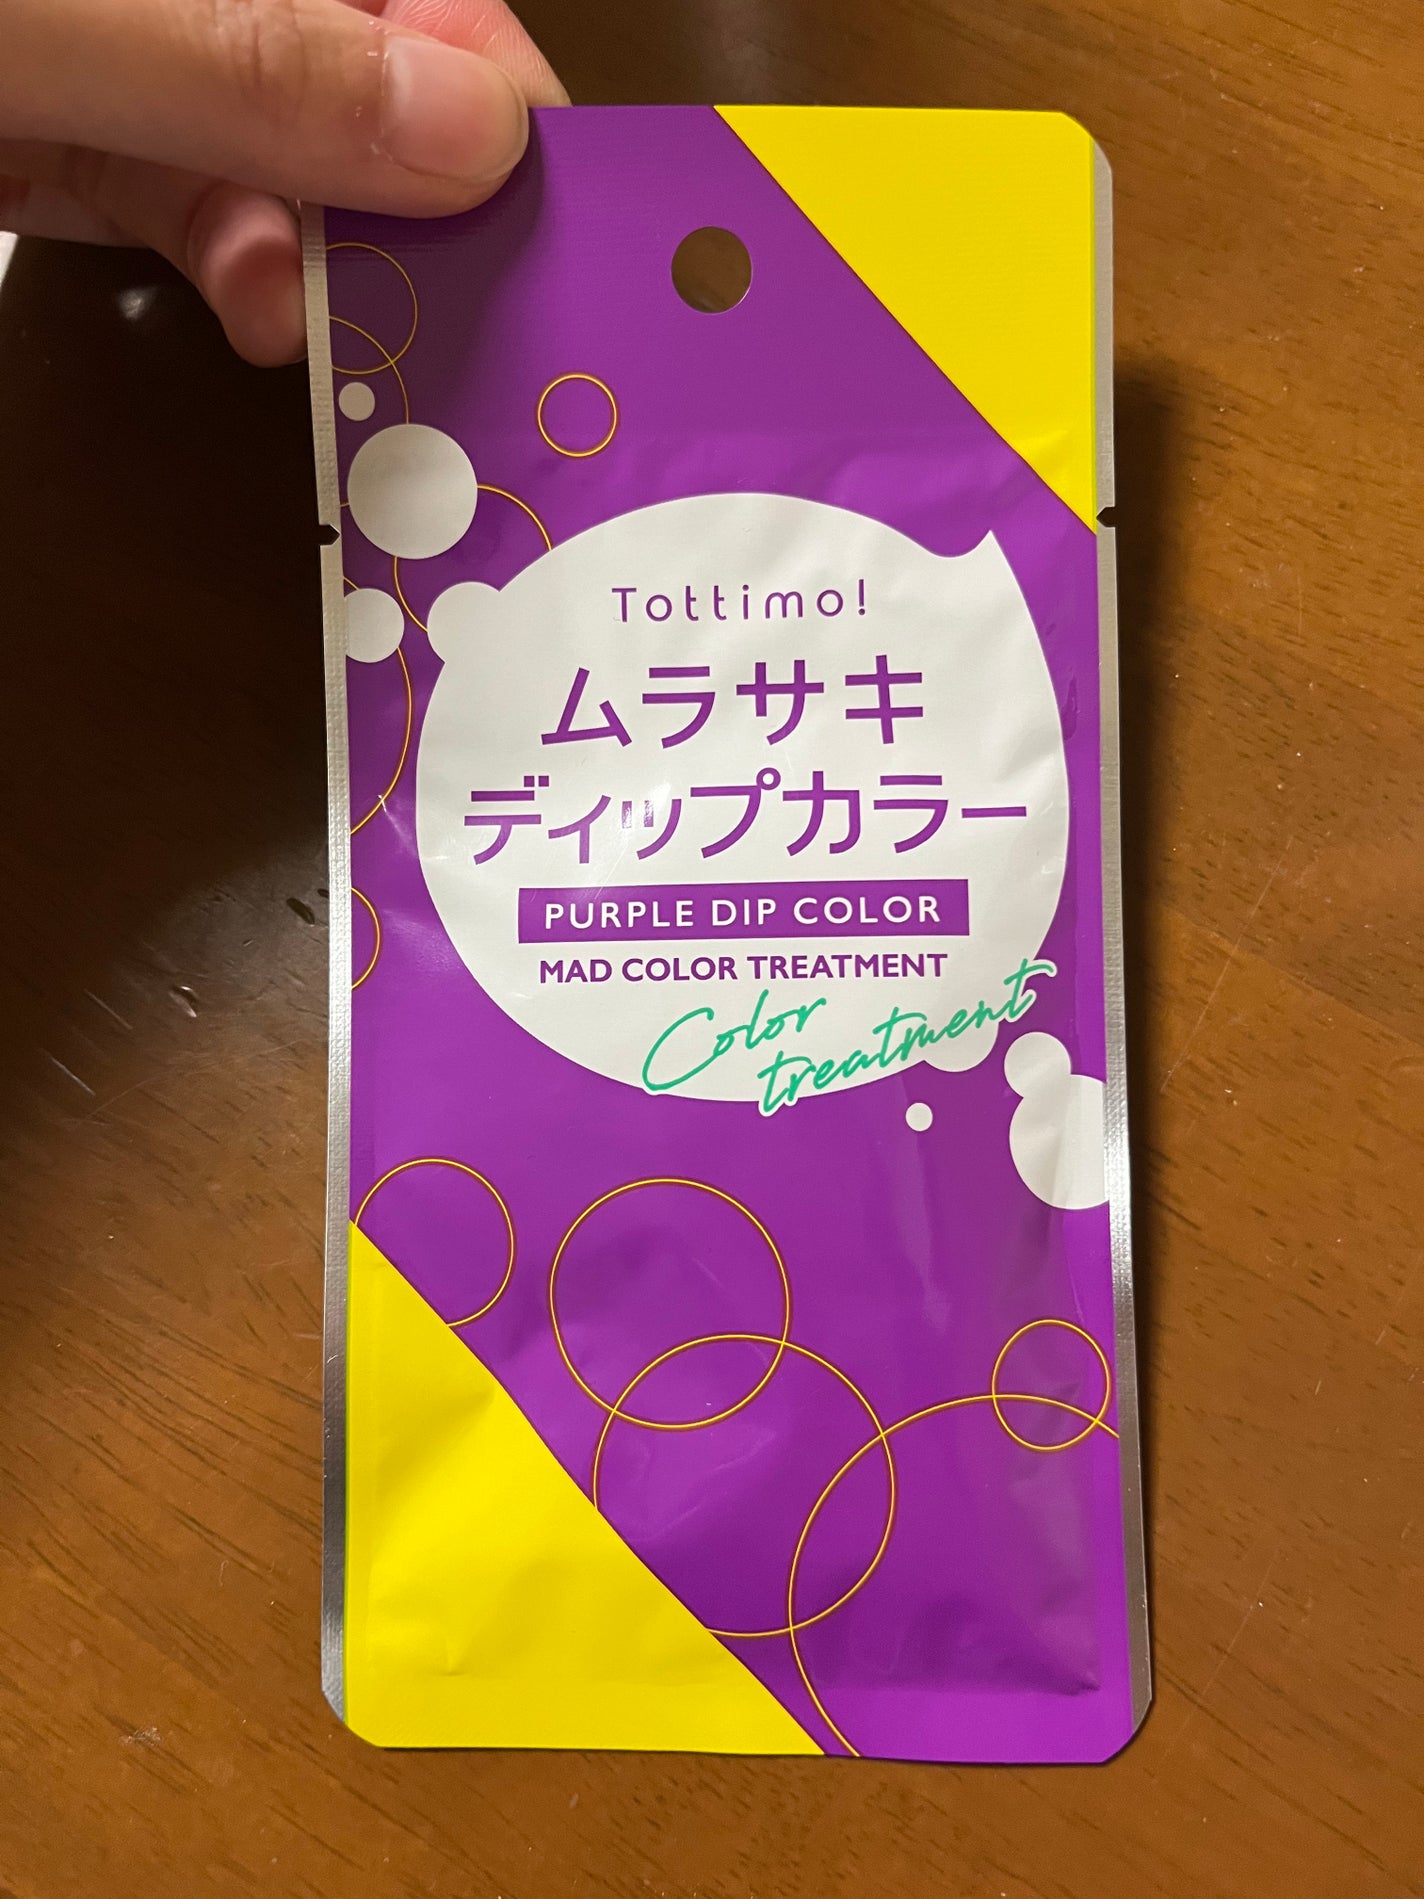 Tottimo!
ムラサキ
ディップカラー
PURPLE DIP COLOR
MAD COLOR TREATMENT
Color
treatment